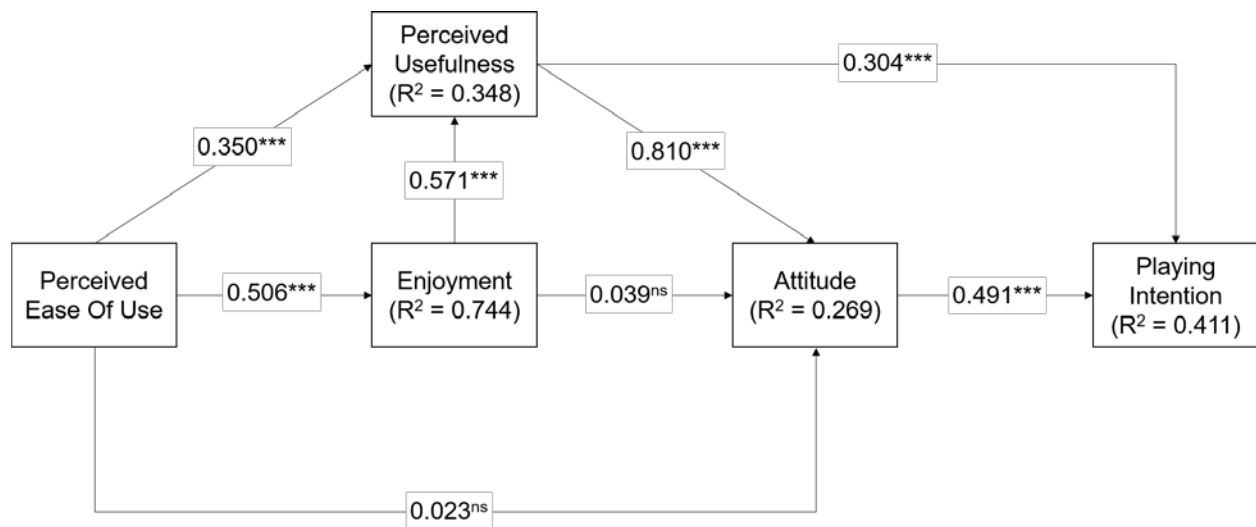 Perceived
Usefulness
(R² = 0.348)
0.304***
0.350***
0.810***
0.571***
Perceived
Ease Of Use
0.506***
Enjoyment
(R² = 0.744)
0.039ⁿˢ
Attitude
(R² = 0.269)
0.491***
Playing
Intention
(R² = 0.411)
0.023ⁿˢ